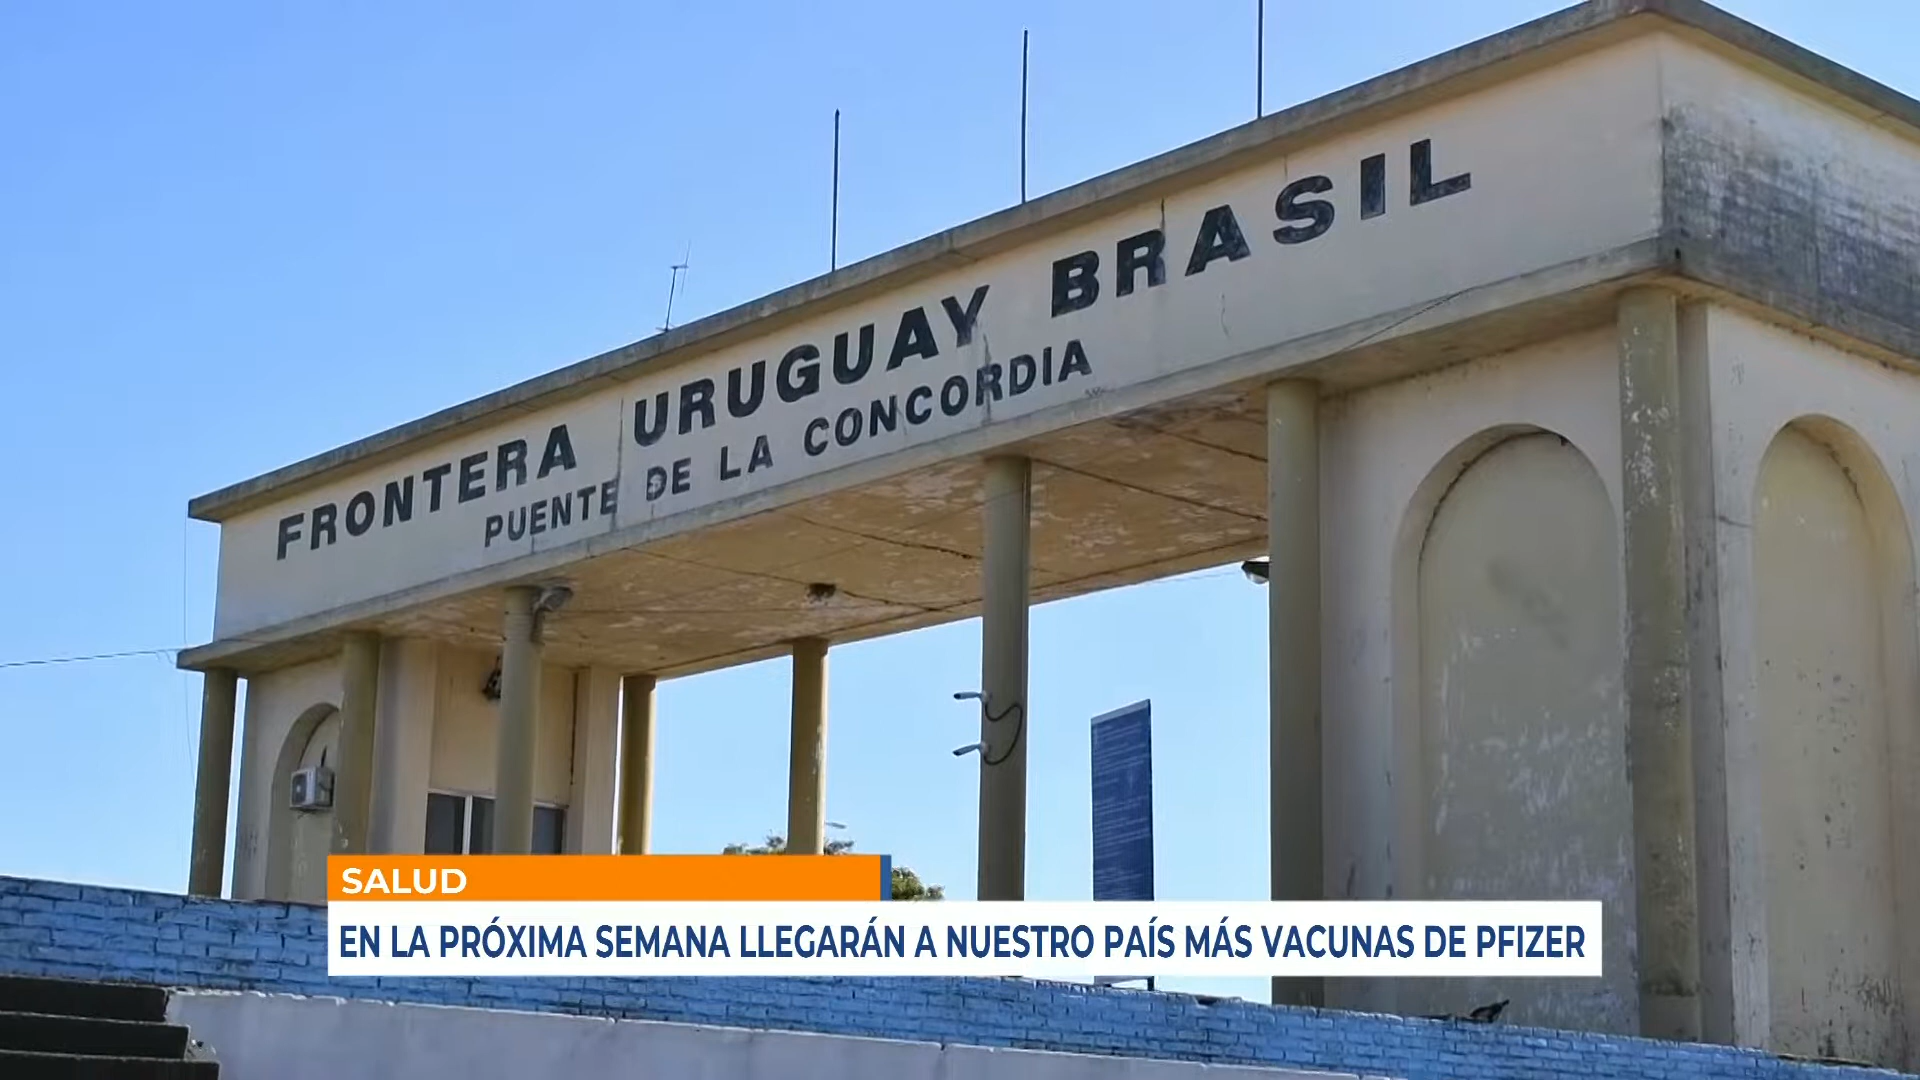 FRONTERA URUGUAY BRASIL
PUENTE DE LA CONCORDIA
SALUD
EN LA PRÓXIMA SEMANA LLEGARÁN A NUESTRO PAÍS MÁS VACUNAS DE PFIZER